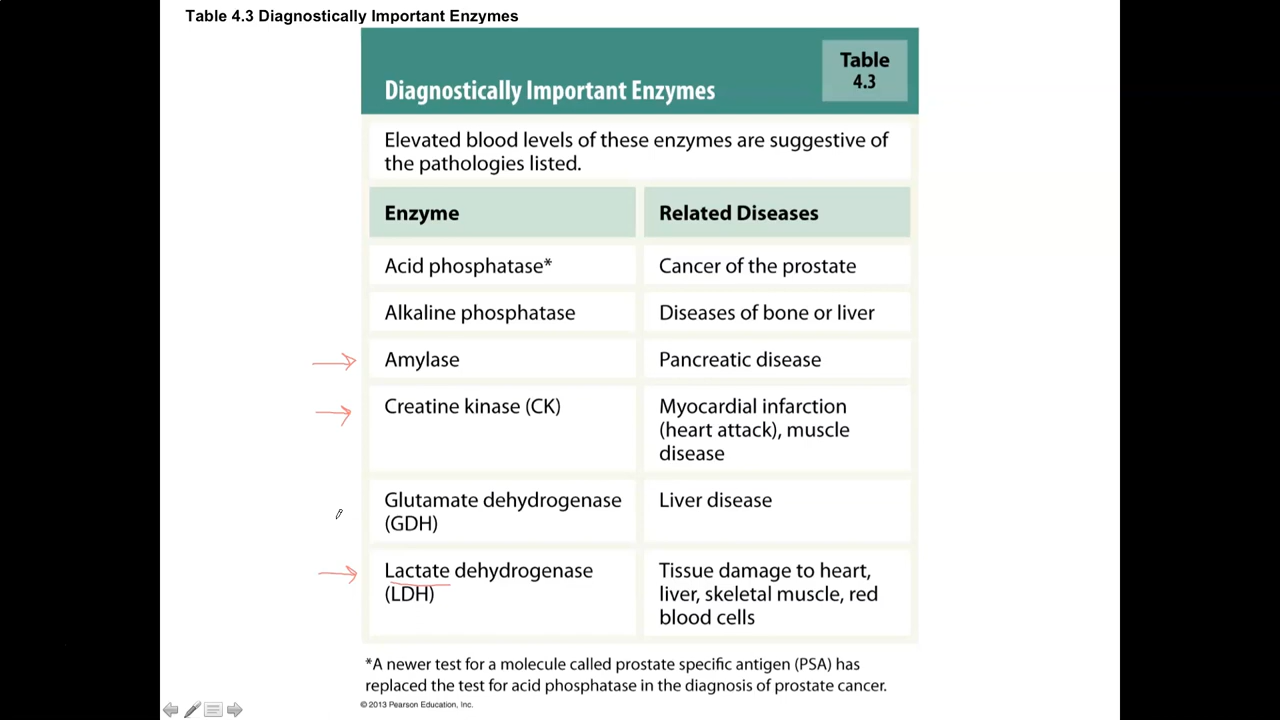 Table 4.3 Diagnostically Important Enzymes
Table
4.3
Diagnostically Important Enzymes
Elevated blood levels of these enzymes are suggestive of
the pathologies listed.
Enzyme
Related Diseases
Acid phosphatase*
Cancer of the prostate
Alkaline phosphatase
Diseases of bone or liver
Amylase
Pancreatic disease
Creatine kinase (CK)
Myocardial infarction
(heart attack), muscle
disease
Glutamate dehydrogenase
(GDH)
Liver disease
Lactate dehydrogenase
(LDH)
Tissue damage to heart,
liver, skeletal muscle, red
blood cells
*A newer test for a molecule called prostate specific antigen (PSA) has
replaced the test for acid phosphatase in the diagnosis of prostate cancer.
© 2013 Pearson Education, Inc.